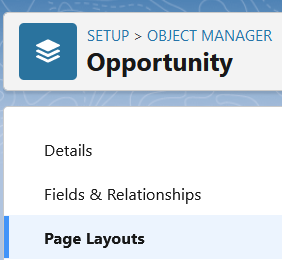 SETUP > OBJECT MANAGER
Opportunity
Details
Fields & Relationships
Page Layouts